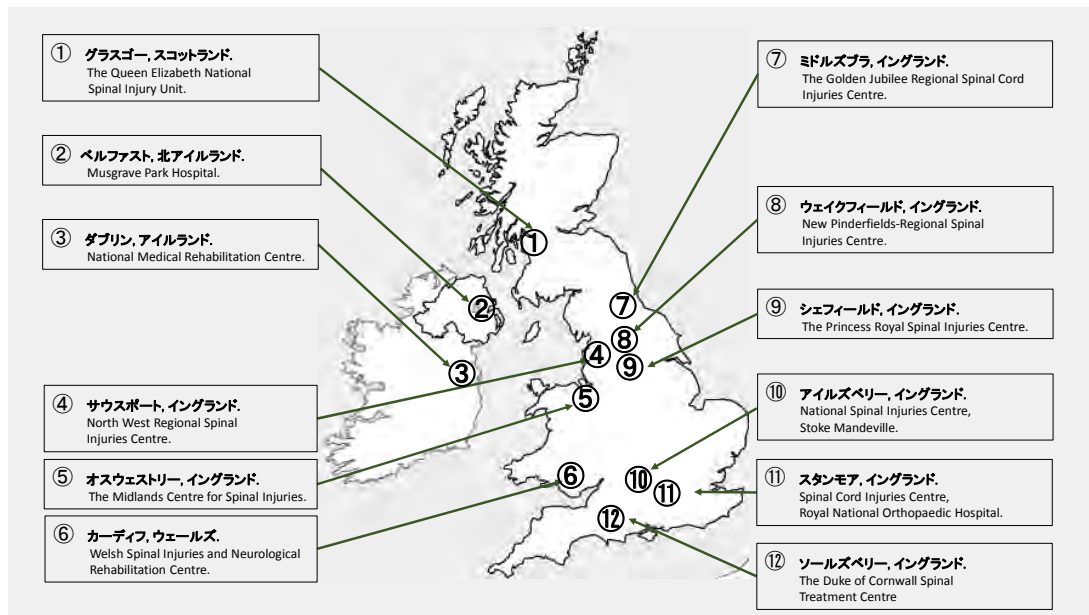 ① グラスゴー, スコットランド.
The Queen Elizabeth National
Spinal Injury Unit.
② ベルファスト, 北アイルランド.
Musgrave Park Hospital.
③ ダブリン, アイルランド.
National Medical Rehabilitation Centre.
④ サウスポート, イングランド.
North West Regional Spinal
Injuries Centre.
⑤ オスウェストリー, イングランド.
The Midlands Centre for Spinal Injuries.
⑥ カーディフ, ウェールズ.
Welsh Spinal Injuries and Neurological
Rehabilitation Centre.
⑦ ミドルズブラ, イングランド.
The Golden Jubilee Regional Spinal Cord
Injuries Centre.
⑧ ウェイクフィールド, イングランド.
New Pinderfields-Regional Spinal
Injuries Centre.
⑨ シェフィールド, イングランド.
The Princess Royal Spinal Injuries Centre.
⑩ アイルズベリー, イングランド.
National Spinal Injuries Centre,
Stoke Mandeville.
⑪ スタンモア, イングランド.
Spinal Cord Injuries Centre,
Royal National Orthopaedic Hospital.
⑫ ソールズベリー, イングランド.
The Duke of Cornwall Spinal
Treatment Centre
①
②
③
④
⑤
⑥
⑦
⑧
⑨
⑩
⑪
⑫